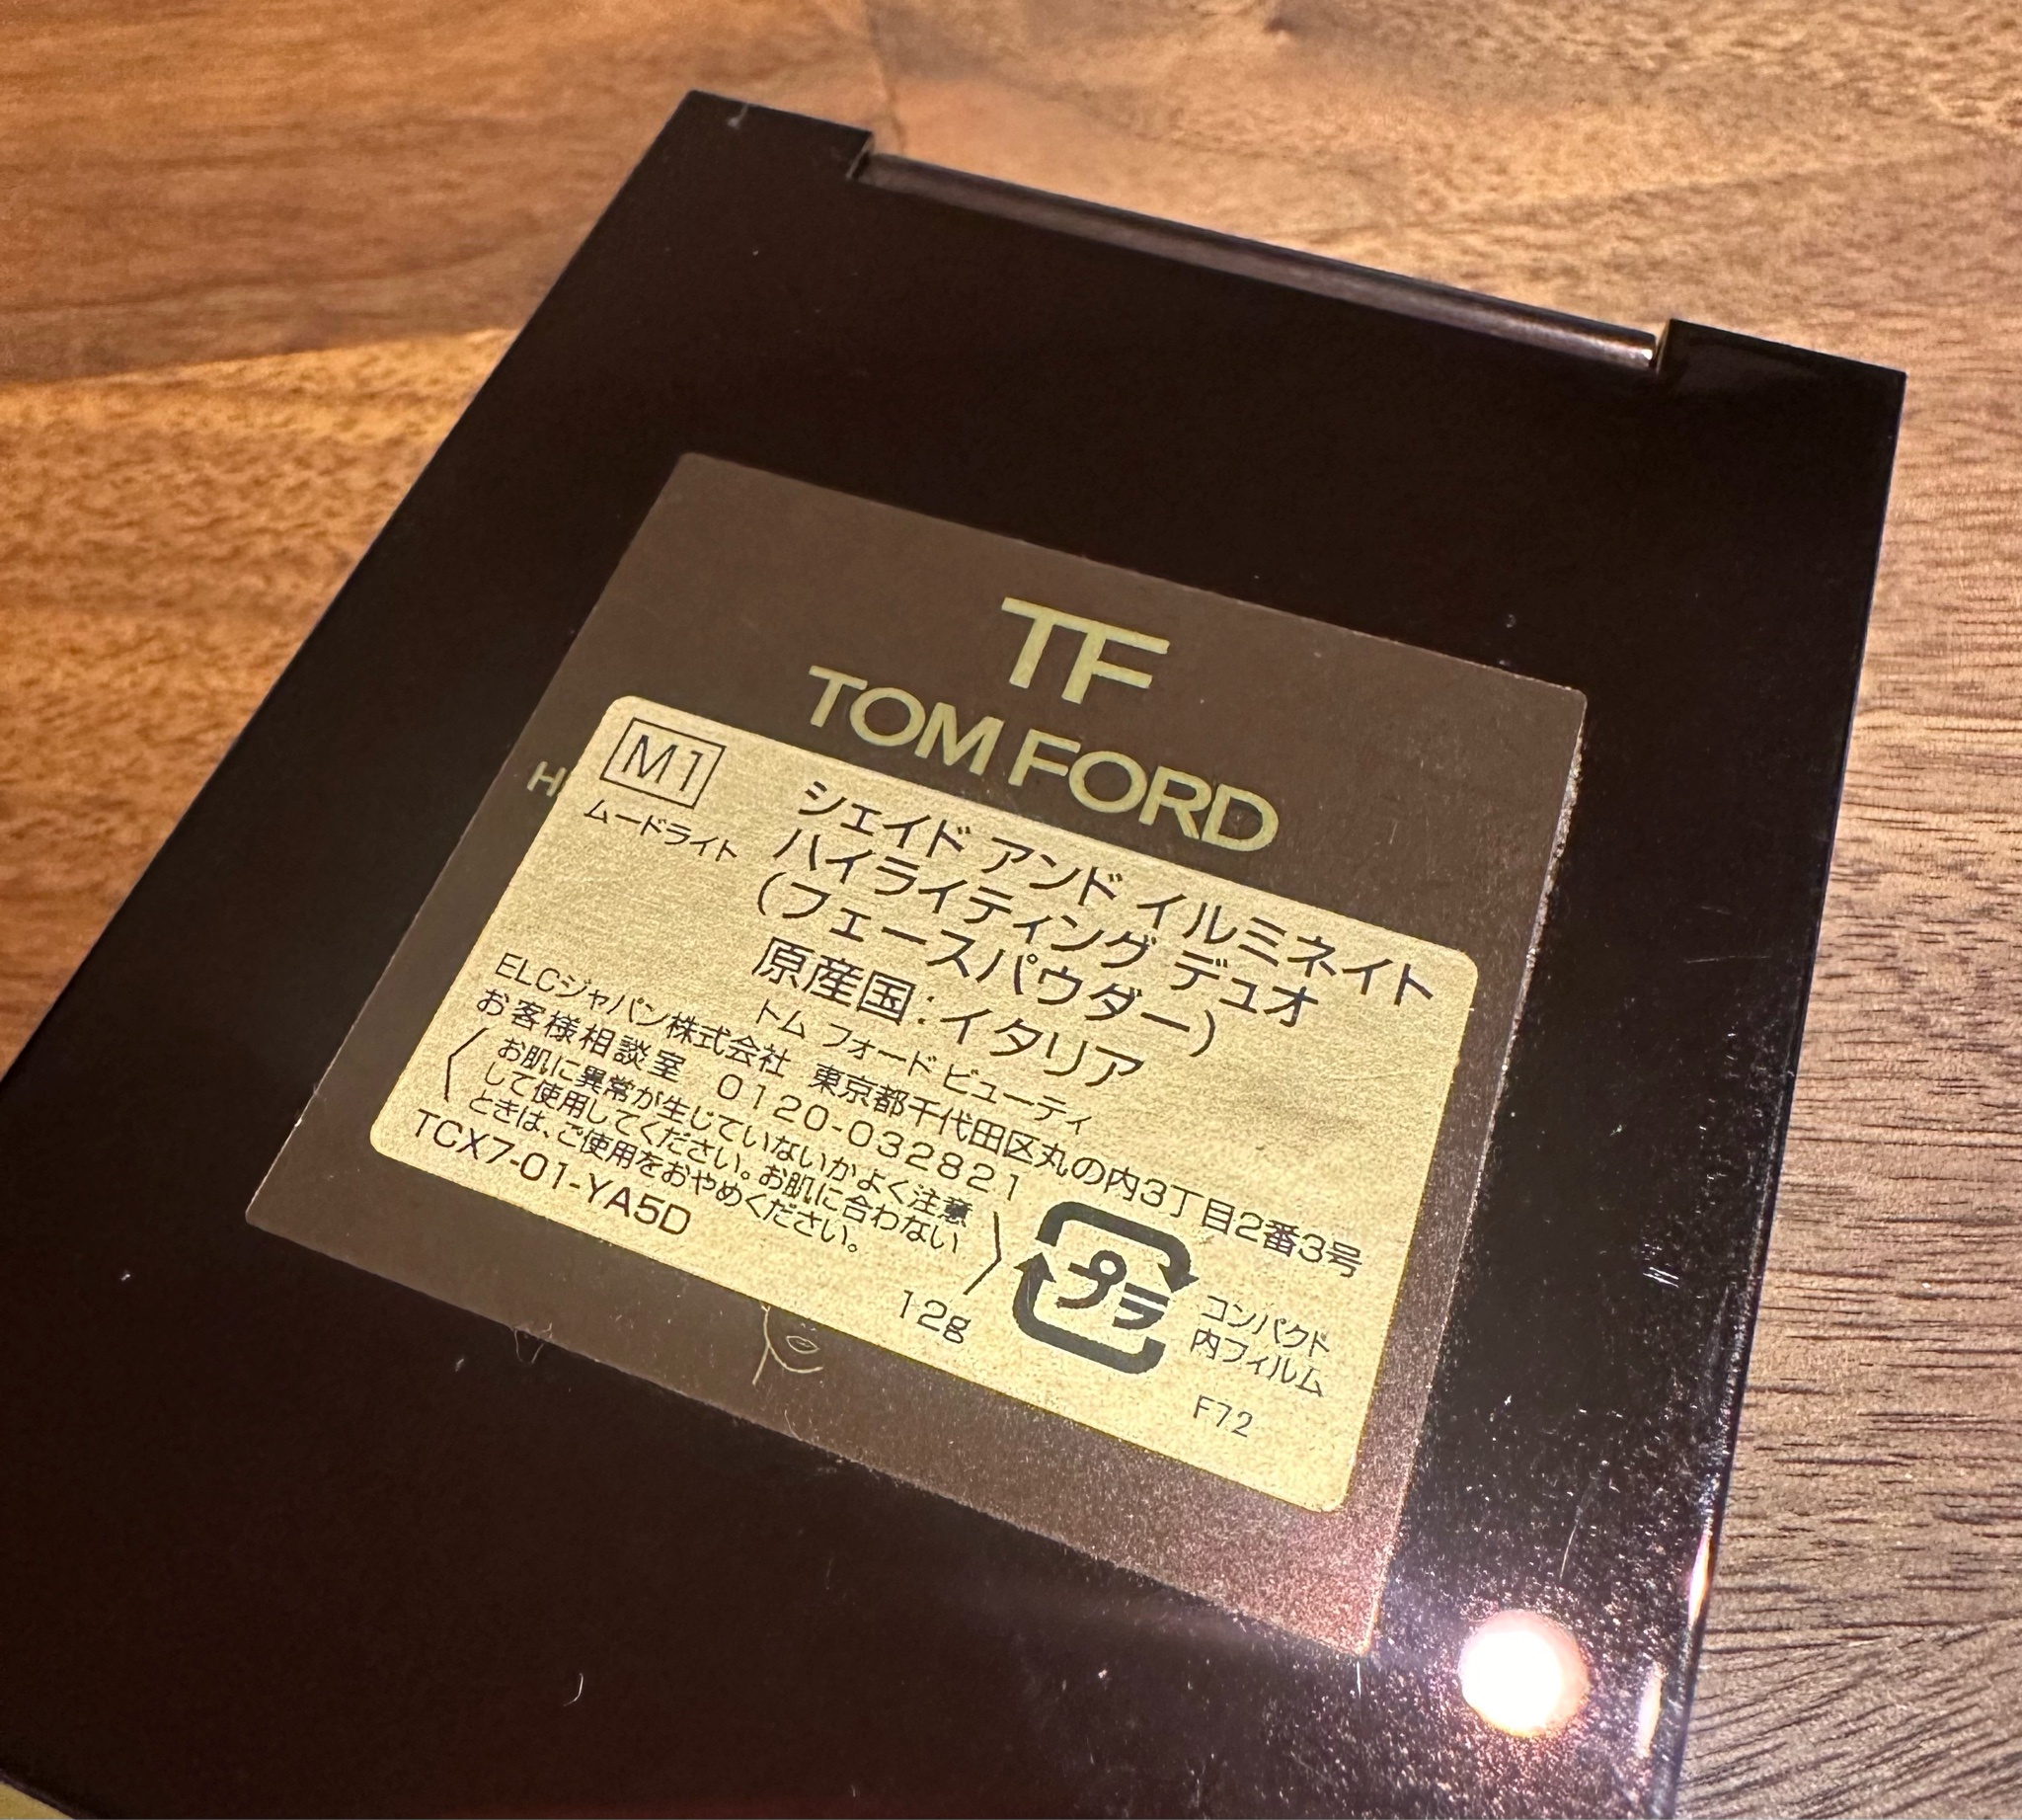 TF
TOM FORD
M1
ムードライト
シェイド アンド イルミネイト
ハイライティング デュオ
(フェースパウダー)
原産国:イタリア
トム フォード ビューティ
ELCジャパン株式会社 東京都千代田区丸の内3丁目2番3号
お客様相談室 0120-032821
お肌に異常が生じていないかよく注意
して使用してください。お肌に合わない
ときは、ご使用をおやめください。
TCX7-01-YA5D
12g
プラ
コンパクト
内フィルム
F72